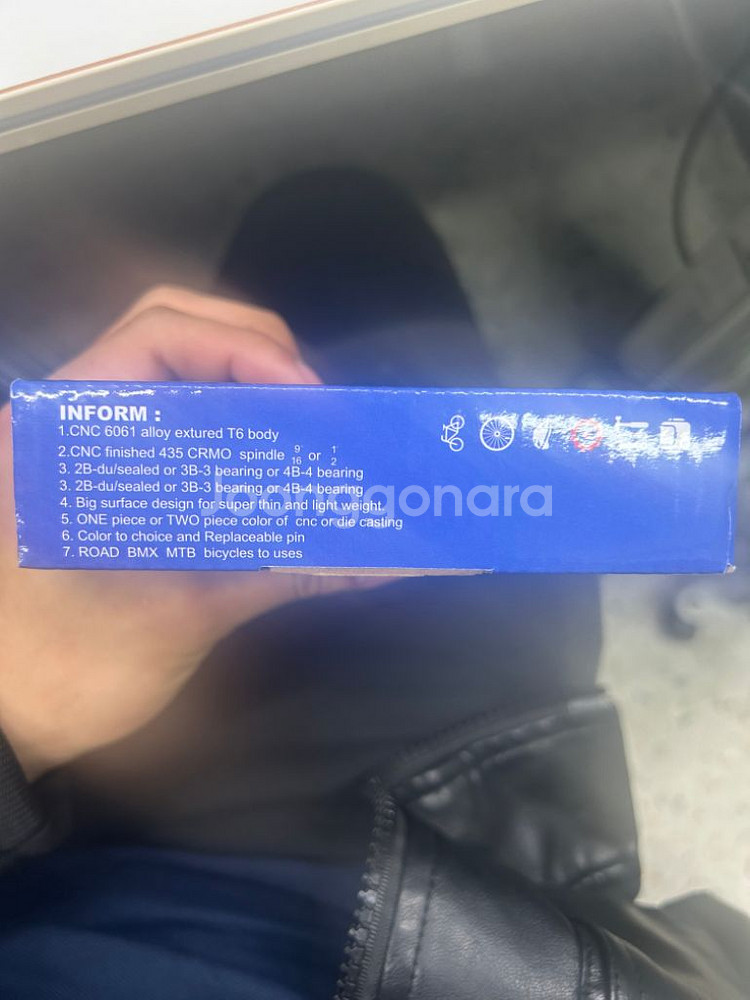 INFORM :
1.CNC 6061 alloy extured T6 body
2.CNC finished 435 CRMO spindle 9/16 or 1/2
3. 2B-du/sealed or 3B-3 bearing or 4B-4 bearing
3. 2B-du/sealed or 3B-3 bearing or 4B-4 bearing
4. Big surface design for super thin and light weight.
5. ONE piece or TWO piece color of cnc or die casting
6. Color to choice and Replaceable pin
7. ROAD BMX MTB bicycles to uses
Joonggonara